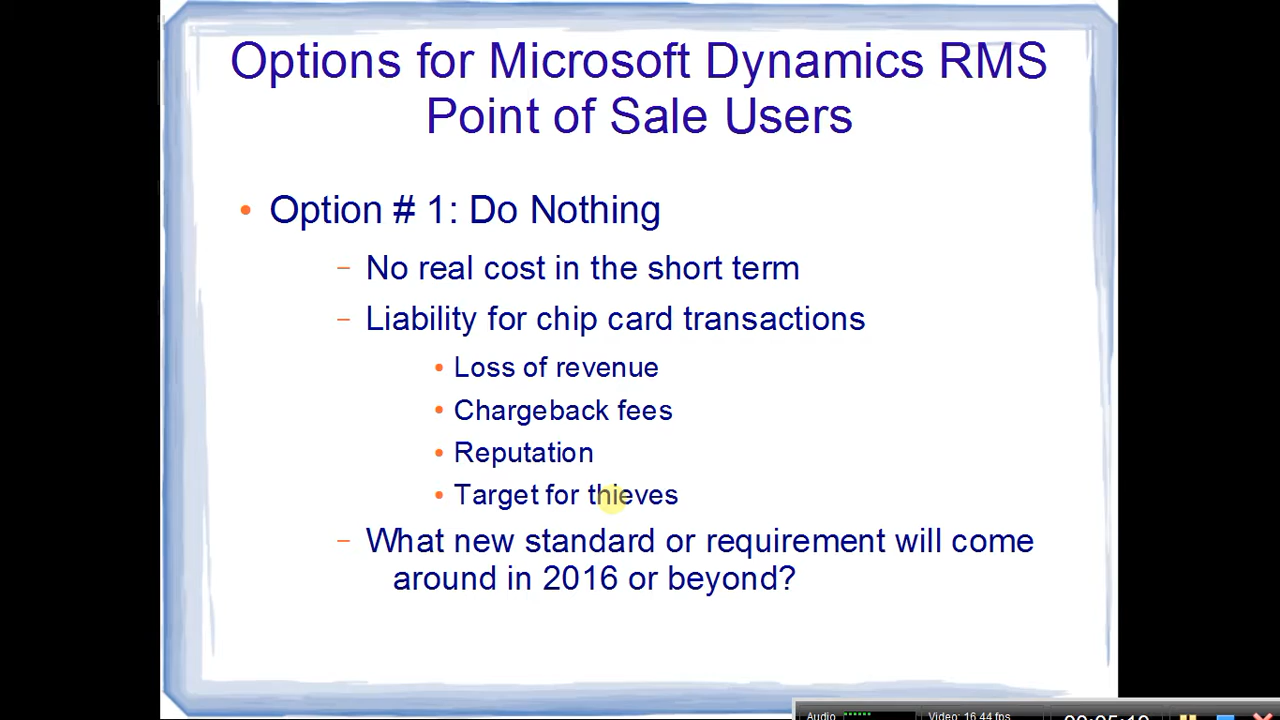 Options for Microsoft Dynamics RMS
Point of Sale Users
• Option # 1: Do Nothing
– No real cost in the short term
– Liability for chip card transactions
• Loss of revenue
• Chargeback fees
• Reputation
• Target for thieves
– What new standard or requirement will come
around in 2016 or beyond?
Audio Video: 16.44 fps